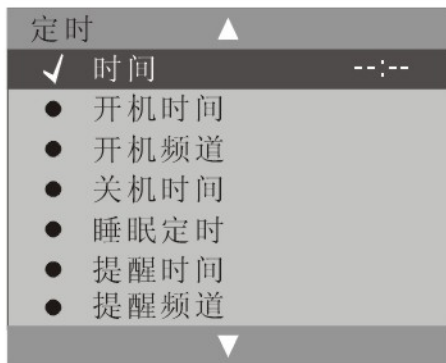 定时
时间 --:--
开机时间
开机频道
关机时间
睡眠定时
提醒时间
提醒频道